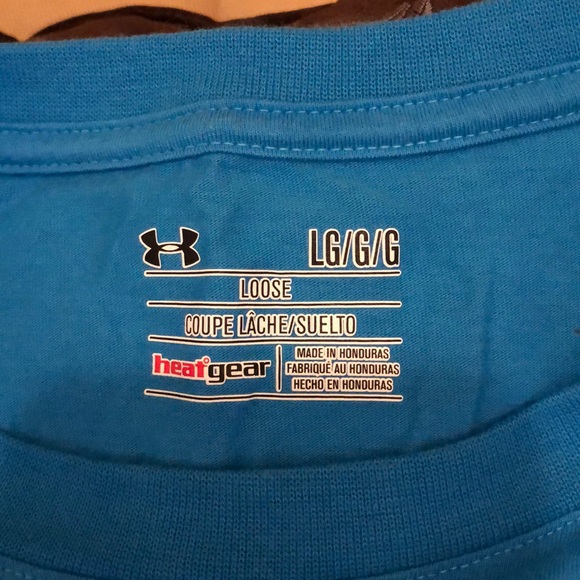 LG/G/G
LOOSE
COUPE LÂCHE/SUELTO
heatgear
MADE IN HONDURAS
FABRIQUÉ AU HONDURAS
HECHO EN HONDURAS